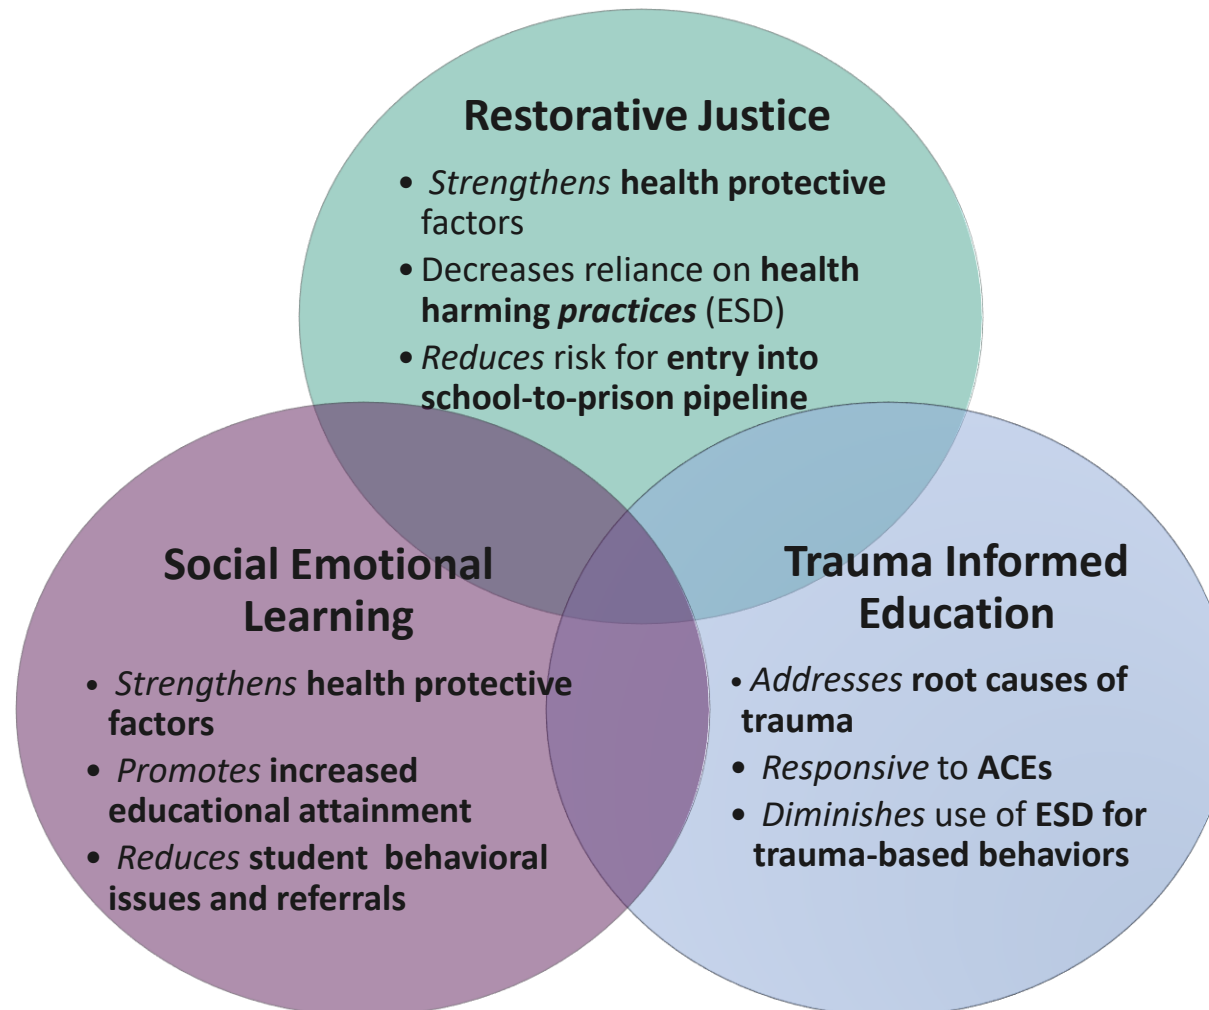 Restorative Justice
• Strengthens health protective
factors
• Decreases reliance on health
harming practices (ESD)
• Reduces risk for entry into
school-to-prison pipeline
Social Emotional
Learning
• Strengthens health protective
factors
• Promotes increased
educational attainment
• Reduces student behavioral
issues and referrals
Trauma Informed
Education
• Addresses root causes of
trauma
• Responsive to ACEs
• Diminishes use of ESD for
trauma-based behaviors